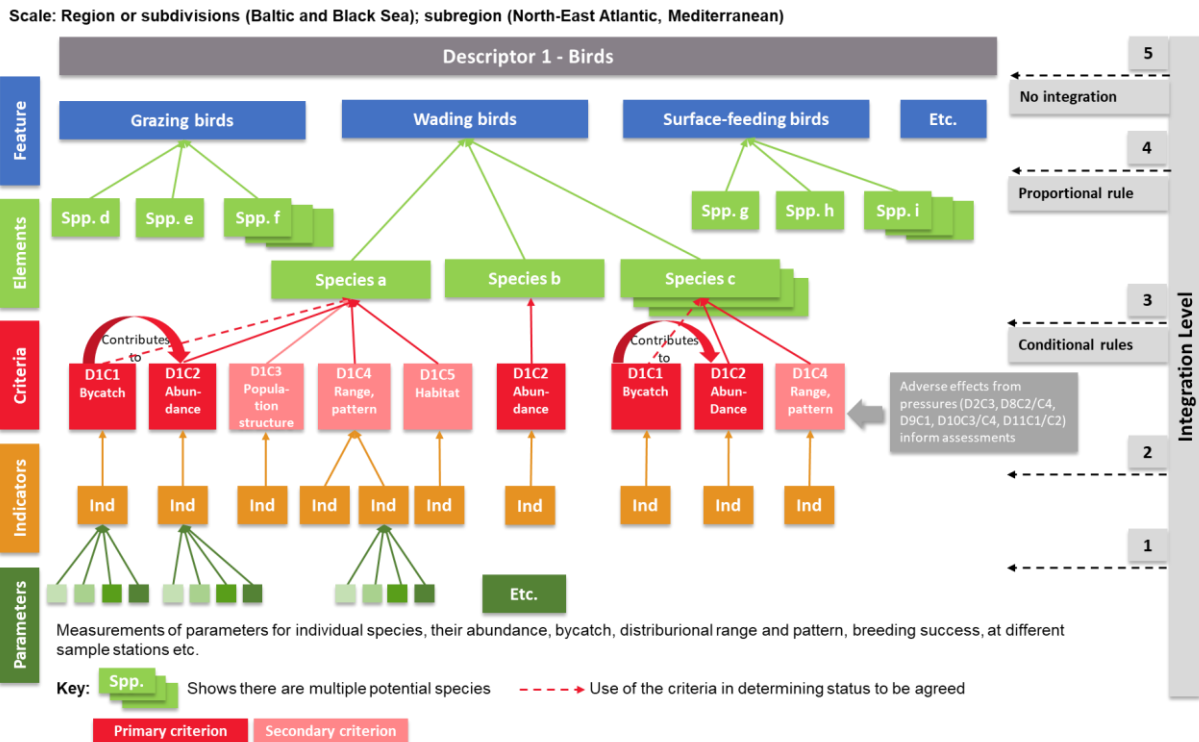 Scale: Region or subdivisions (Baltic and Black Sea); subregion (North-East Atlantic, Mediterranean)
Descriptor 1 - Birds
5
No integration
Feature
Grazing birds
Wading birds
Surface-feeding birds
Etc.
4
Proportional rule
Elements
Spp. d
Spp. e
Spp. f
Spp. g
Spp. h
Spp. i
Species a
Species b
Species c
3
Conditional rules
Integration Level
Criteria
Contributes
to
Contributes
to
D1C1
Bycatch
D1C2
Abun-
dance
D1C3
Popula-
tion
structure
D1C4
Range,
pattern
D1C5
Habitat
D1C2
Abun-
dance
D1C1
Bycatch
D1C2
Abun-
Dance
D1C4
Range,
pattern
Adverse effects from
pressures (D2C3, D8C2/C4,
D9C1, D10C3/C4, D11C1/C2)
inform assessments
2
Indicators
Ind
Ind
Ind
Ind
Ind
Ind
Ind
Ind
Ind
Ind
1
Parameters
Etc.
Measurements of parameters for individual species, their abundance, bycatch, distriburional range and pattern, breeding success, at different
sample stations etc.
Key:
Spp.
Shows there are multiple potential species
Use of the criteria in determining status to be agreed
Primary criterion
Secondary criterion